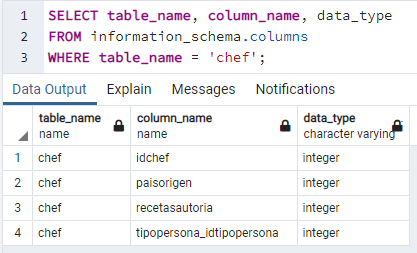 1 SELECT table_name, column_name, data_type
2 FROM information_schema.columns
3 WHERE table_name = 'chef';
Data Output Explain Messages Notifications
table_name column_name data_type
name name character varying
1 chef idchef integer
2 chef paisorigen integer
3 chef recetasautoria integer
4 chef tipopersona_idtipopersona integer